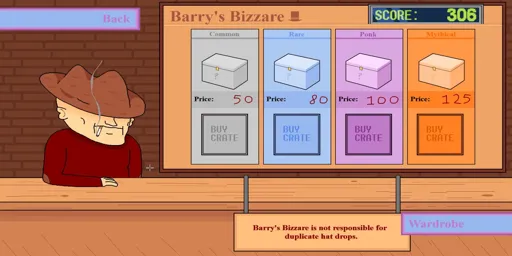 Back
Barry's Bizzare
SCORE: 306
Common
Rare
Ponk
Mythical
?
?
Price: 50
Price: 80
Price: 100
Price: 125
BUY CRATE
BUY CRATE
BUY CRATE
BUY CRATE
Barry's Bizzare is not responsible for
duplicate hat drops.
Wardrobe